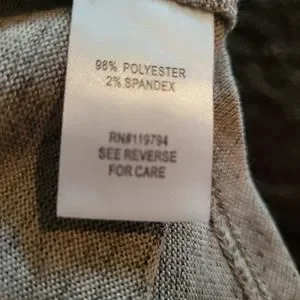 98% POLYESTER
2% SPANDEX
RN#119794
SEE REVERSE
FOR CARE